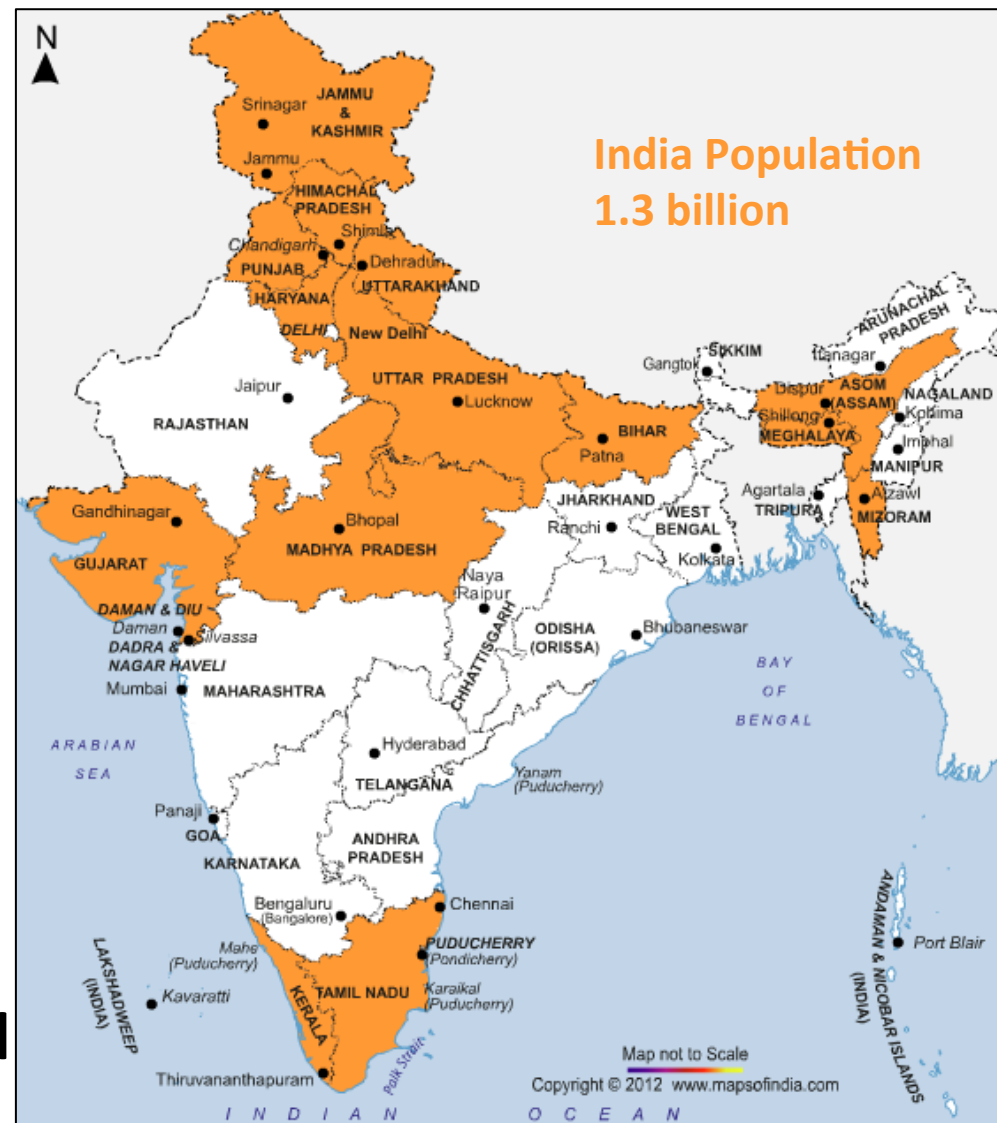 N
JAMMU
&
KASHMIR
Srinagar
Jammu
India Population
1.3 billion
HIMACHAL
PRADESH
Shimla
Chandigarh
PUNJAB
Dehradun
UTTARAKHAND
HARYANA
DELHI
New Delhi
ARUNACHAL
PRADESH
SIKKIM
Itanagar
Gangtok
UTTAR PRADESH
Jaipur
Lucknow
Dispur
ASOM
(ASSAM)
NAGALAND
RAJASTHAN
Shillong
Kohima
BIHAR
MEGHALAYA
Patna
Imphal
MANIPUR
JHARKHAND
Agartala
Aizawl
TRIPURA
MIZORAM
Gandhinagar
Bhopal
Ranchi
WEST
BENGAL
MADHYA PRADESH
Kolkata
GUJARAT
Naya
Raipur
DAMAN & DIU
Daman
Silvassa
DADRA &
NAGAR HAVELI
ODISHA
(ORISSA)
Bhubaneswar
CHHATTISGARH
Mumbai
MAHARASHTRA
BAY
OF
BENGAL
ARABIAN
SEA
Hyderabad
TELANGANA
Yanam
(Puducherry)
Panaji
GOA
KARNATAKA
ANDHRA
PRADESH
Bengaluru
(Bangalore)
Chennai
Mahe
(Puducherry)
PUDUCHERRY
(Pondicherry)
Port Blair
ANDAMAN & NICOBAR ISLANDS
(INDIA)
LAKSHADWEEP
(INDIA)
Kavaratti
KERALA
TAMIL NADU
Karaikal
(Puducherry)
Palk Strait
Thiruvananthapuram
Map not to Scale
Copyright © 2012 www.mapsofindia.com
INDIAN OCEAN